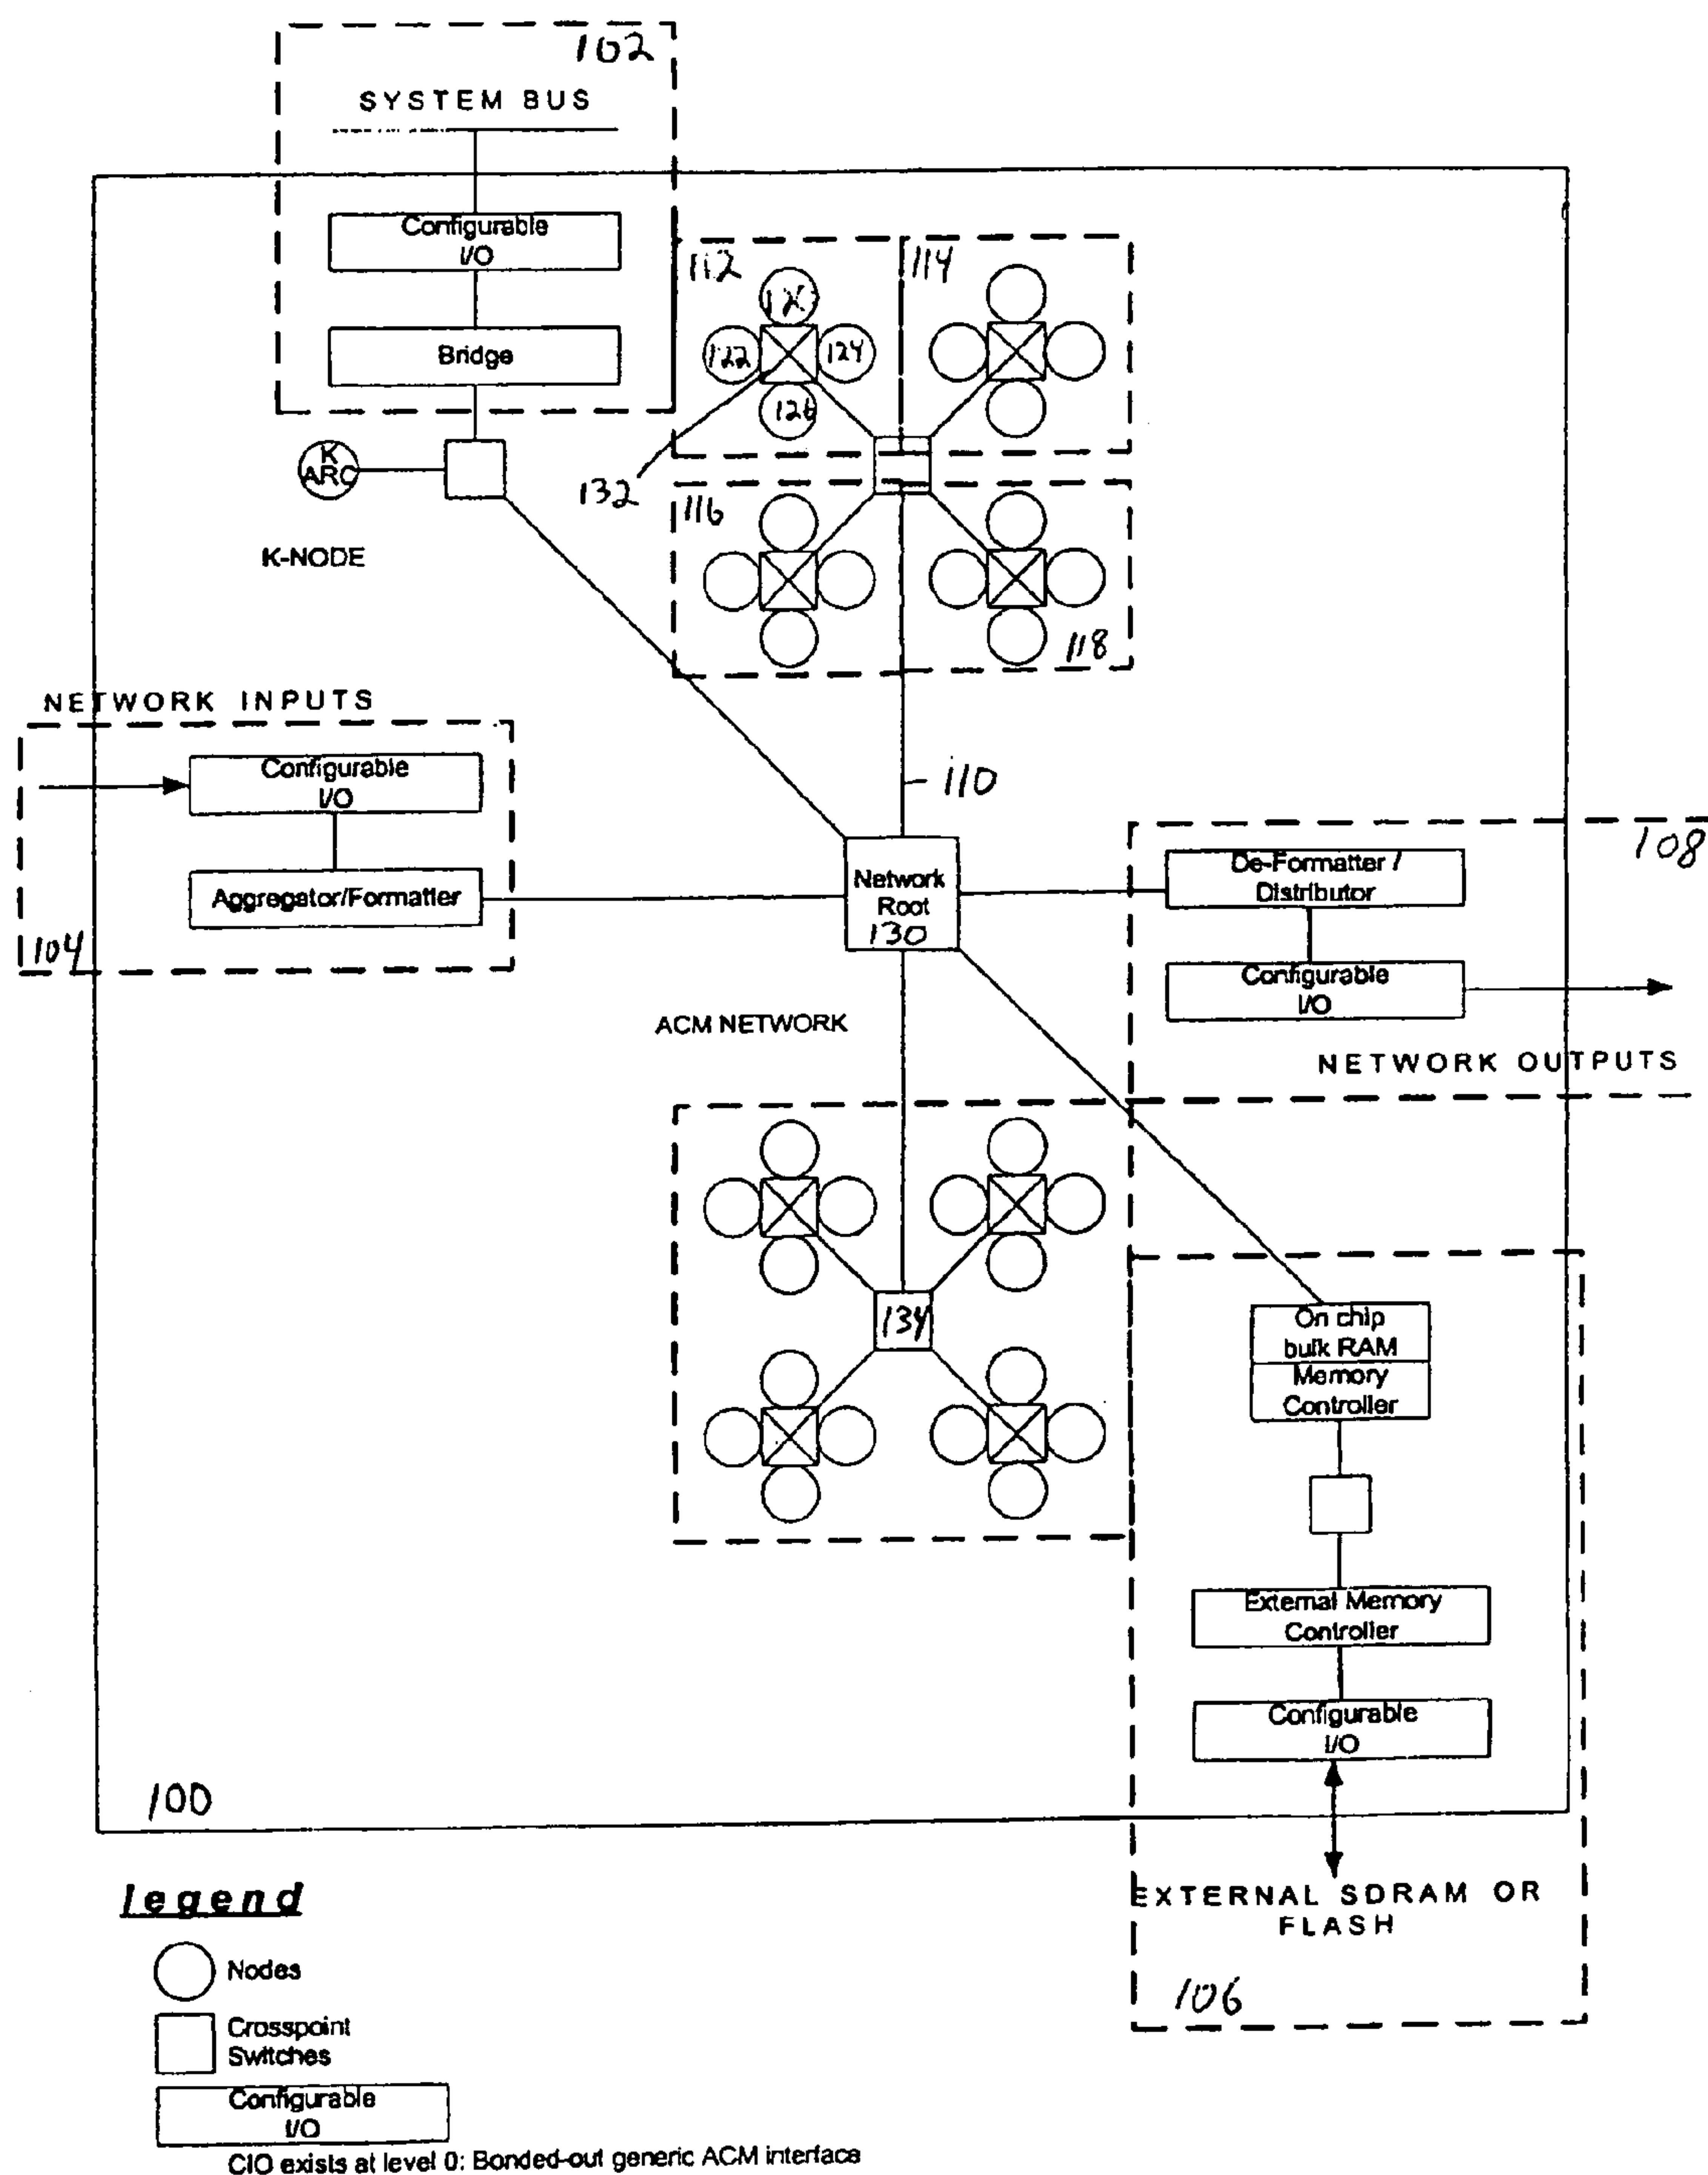 102
SYSTEM BUS
Configurable
I/O
Bridge
112
114
122
124
126
132
K
ARC
K-NODE
116
118
NETWORK INPUTS
Configurable
I/O
Aggregator/Formatter
104
110
Network
Root
130
108
De-Formatter /
Distributor
Configurable
I/O
NETWORK OUTPUTS
ACM NETWORK
134
On chip
bulk RAM
Memory
Controller
External Memory
Controller
Configurable
I/O
100
EXTERNAL SDRAM OR
FLASH
106
legend
Nodes
Crosspoint
Switches
Configurable
I/O
CIO exists at level 0: Bonded-out generic ACM interface